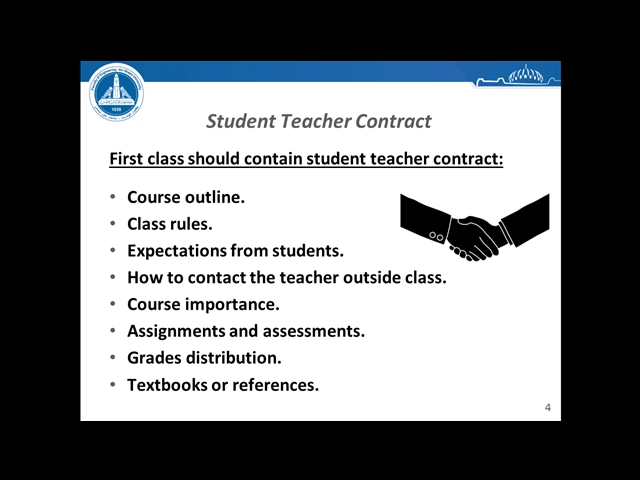 Student Teacher Contract
First class should contain student teacher contract:
• Course outline.
• Class rules.
• Expectations from students.
• How to contact the teacher outside class.
• Course importance.
• Assignments and assessments.
• Grades distribution.
• Textbooks or references.
4
1839